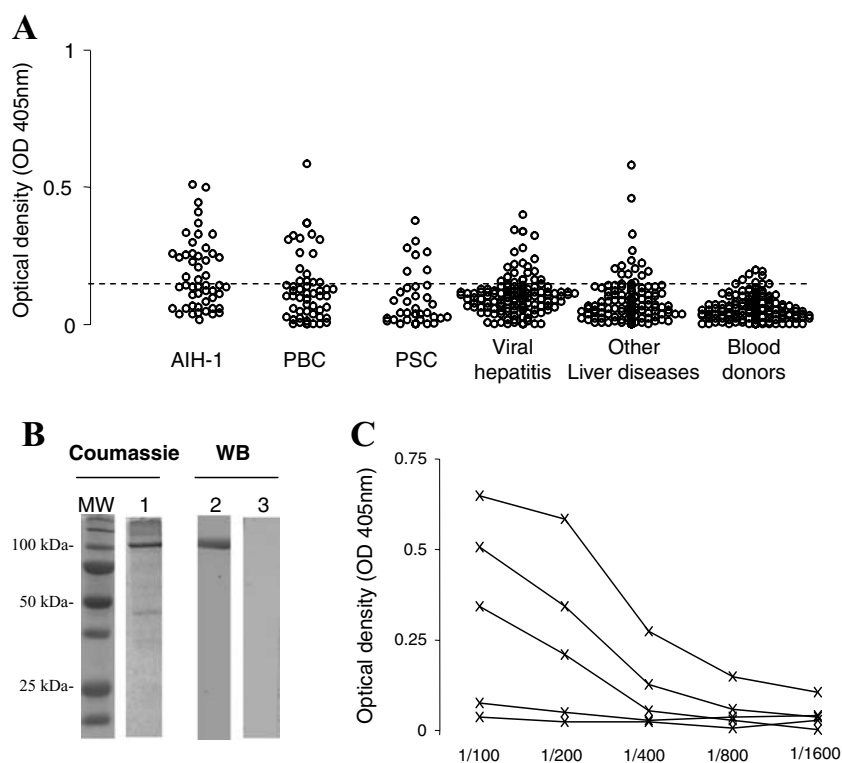 A
Optical density (OD 405nm)
1
0.5
0
AIH-1
PBC
PSC
Viral
hepatitis
Other
Liver diseases
Blood
donors
B
Coumassie
WB
MW
1
2
3
100 kDa-
50 kDa-
25 kDa-
C
Optical density (OD 405nm)
0.75
0.5
0.25
0
1/100
1/200
1/400
1/800
1/1600